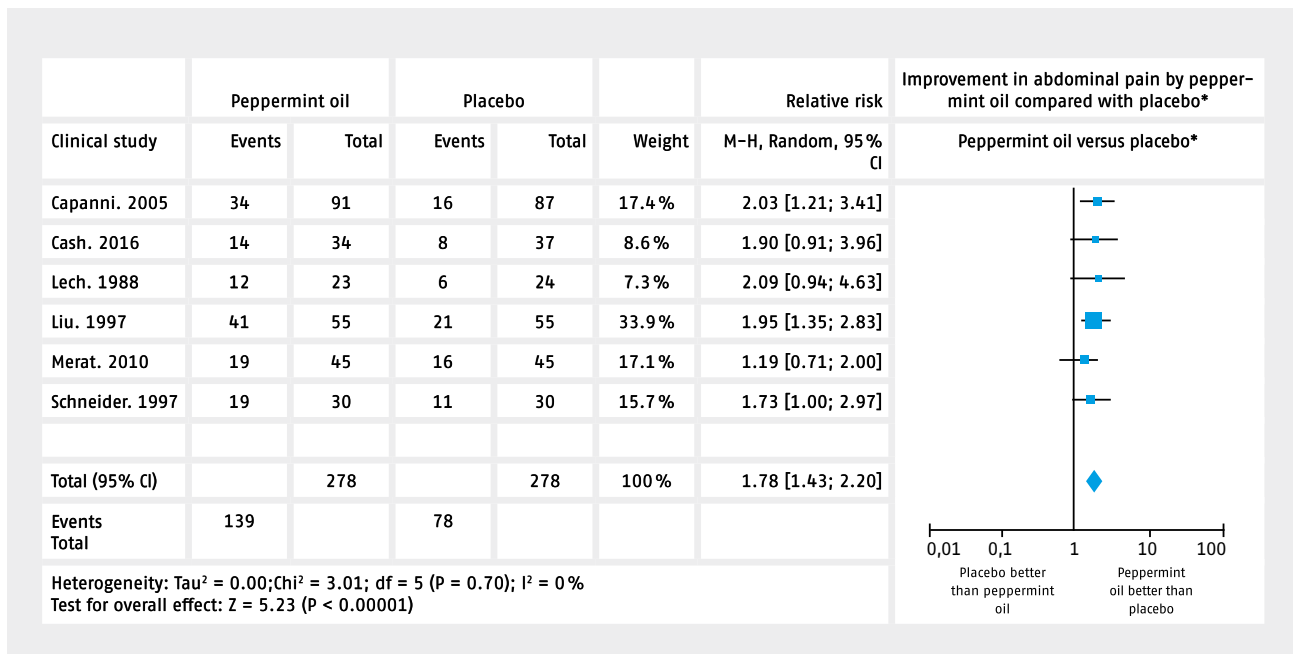 Peppermint oil Placebo Relative risk
Improvement in abdominal pain by pepper-
mint oil compared with placebo*
Clinical study Events Total Events Total Weight M-H, Random, 95 %
CI
Peppermint oil versus placebo*
Capanni. 2005 34 91 16 87 17.4 % 2.03 [1.21; 3.41]
Cash. 2016 14 34 8 37 8.6 % 1.90 [0.91; 3.96]
Lech. 1988 12 23 6 24 7.3 % 2.09 [0.94; 4.63]
Liu. 1997 41 55 21 55 33.9 % 1.95 [1.35; 2.83]
Merat. 2010 19 45 16 45 17.1 % 1.19 [0.71; 2.00]
Schneider. 1997 19 30 11 30 15.7 % 1.73 [1.00; 2.97]
Total (95% CI) 278 278 100 % 1.78 [1.43; 2.20]
Events 139 78
Total
Heterogeneity: Tau² = 0.00;Chi² = 3.01; df = 5 (P = 0.70); I² = 0 %
Test for overall effect: Z = 5.23 (P < 0.00001)
0,01 0,1 1 10 100
Placebo better
than peppermint
oil
Peppermint
oil better than
placebo